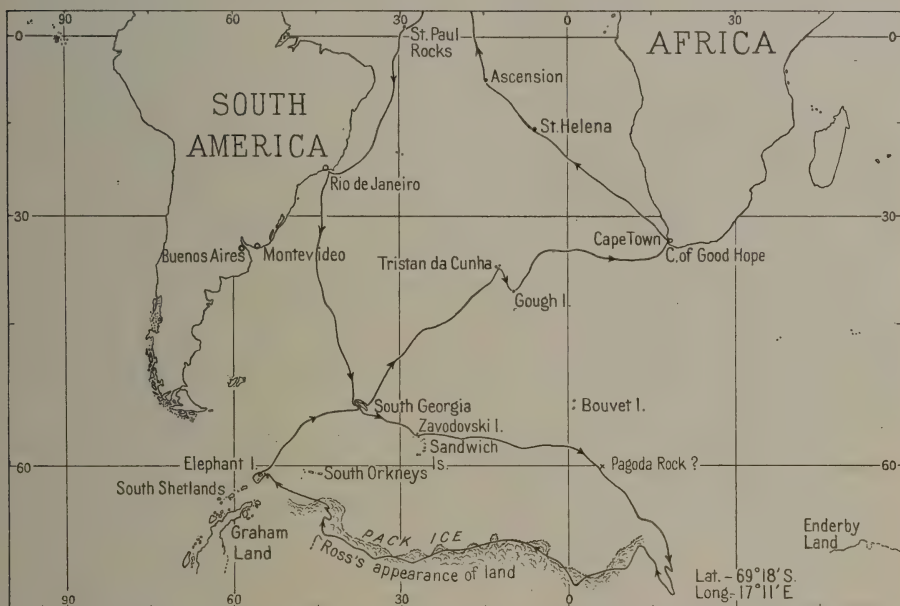 90
60
30
0
30
0
0
St. Paul
Rocks
AFRICA
Ascension
SOUTH
AMERICA
St. Helena
Rio de Janeiro
30
30
Cape Town
Buenos Aires
Montevideo
C. of Good Hope
Tristan da Cunha
Gough I.
South Georgia
Bouvet I.
Zavodovski I.
Sandwich
Is.
Elephant I.
60
South Orkneys
Pagoda Rock ?
60
South Shetlands
Graham
Land
PACK ICE
Enderby
Land
Ross's appearance of land
Lat. - 69°18' S.
Long- 17°11' E
90
60
30
0
30